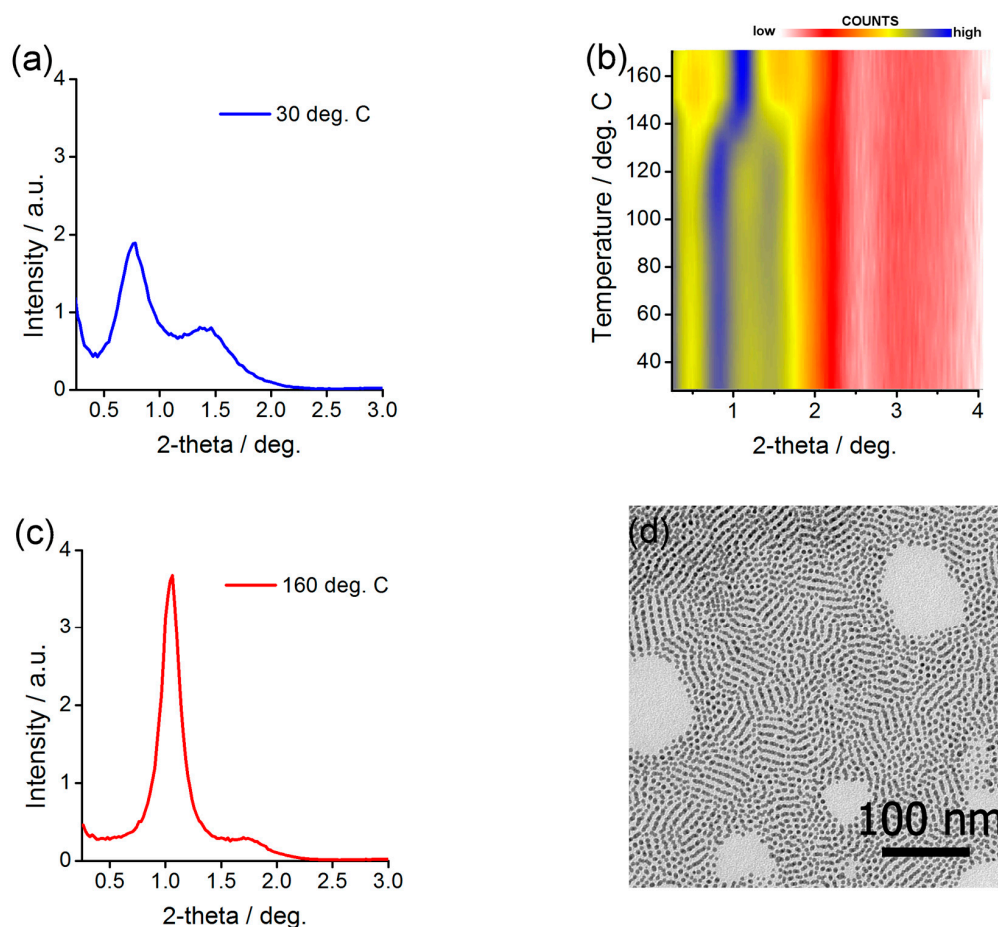 (a)
4
3
2
1
0
Intensity / a.u.
30 deg. C
0.5 1.0 1.5 2.0 2.5 3.0
2-theta / deg.
COUNTS
low high
(b)
160
140
120
100
80
60
40
Temperature / deg. C
1 2 3 4
2-theta / deg.
(c)
4
3
2
1
0
Intensity / a.u.
160 deg. C
0.5 1.0 1.5 2.0 2.5 3.0
2-theta / deg.
(d)
100 nm